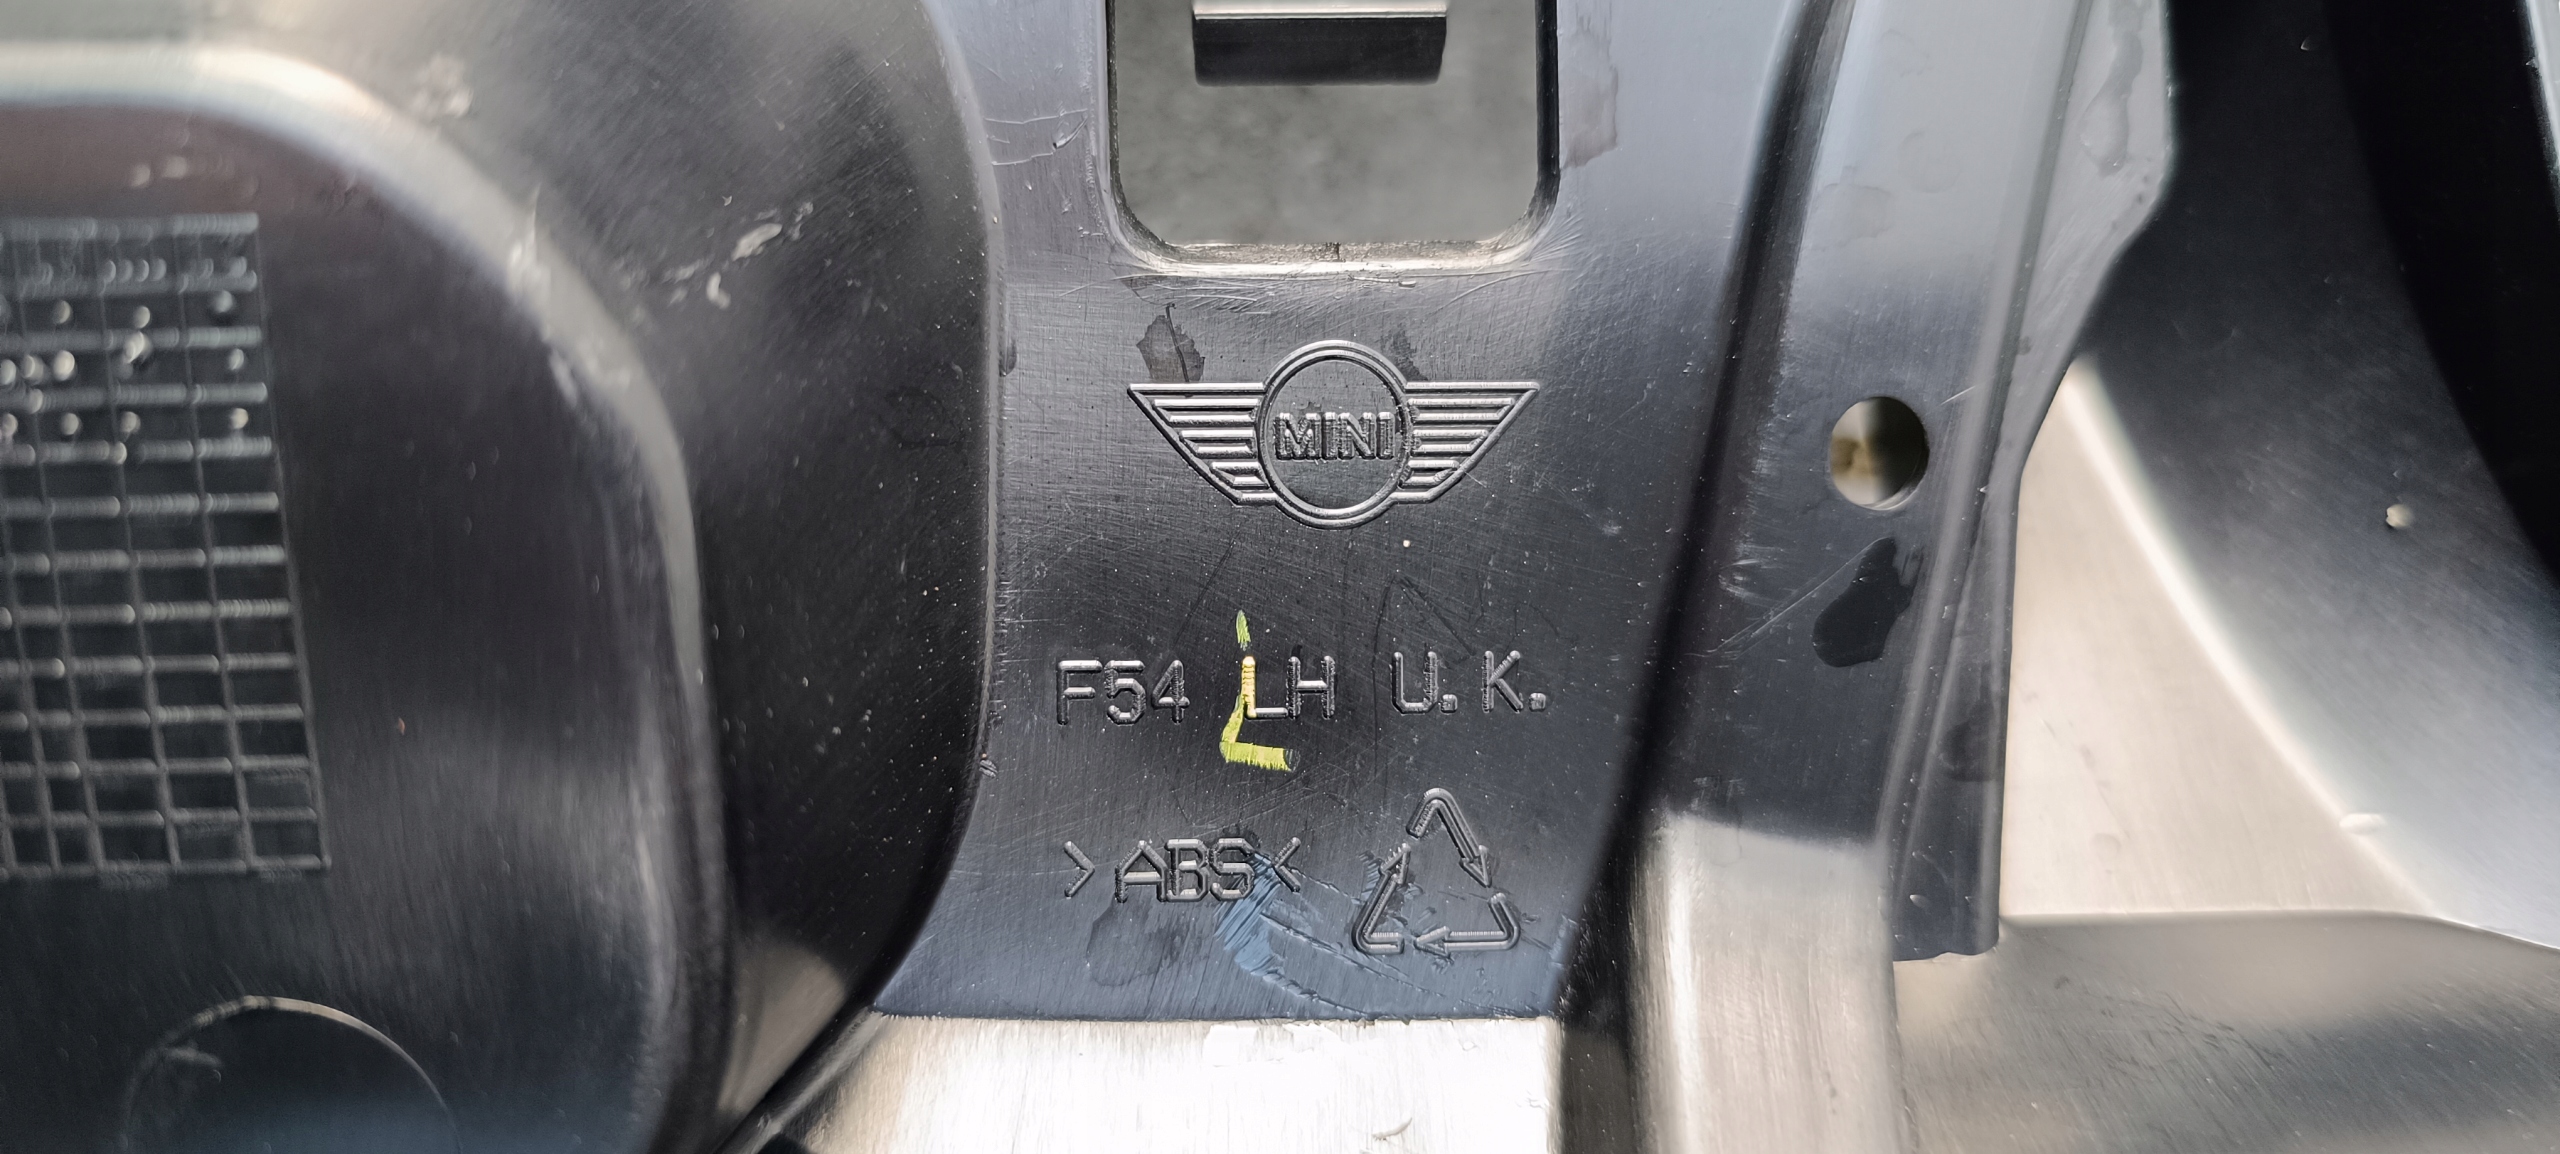 MINI
F54 LH U.K.
>ABS<
L